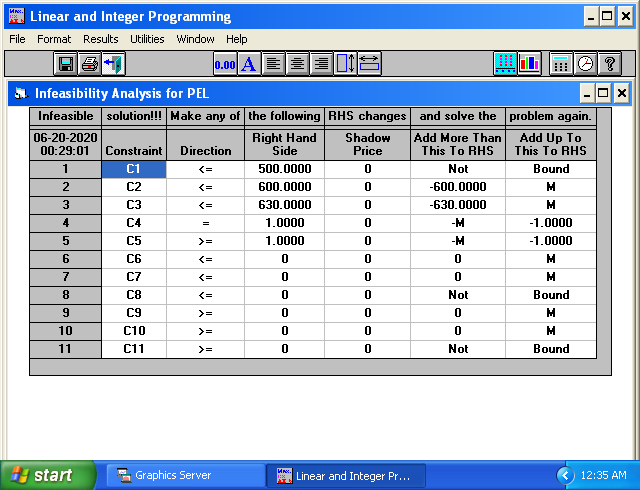 Linear and Integer Programming
File Format Results Utilities Window Help
0.00 A
Infeasibility Analysis for PEL
Infeasible solution!!! Make any of the following RHS changes and solve the problem again.
06-20-2020 Right Hand Shadow Add More Than Add Up To
00:29:01 Constraint Direction Side Price This To RHS This To RHS
1 C1 <= 500.0000 0 Not Bound
2 C2 <= 600.0000 0 -600.0000 M
3 C3 <= 630.0000 0 -630.0000 M
4 C4 = 1.0000 0 -M -1.0000
5 C5 >= 1.0000 0 -M -1.0000
6 C6 <= 0 0 0 M
7 C7 <= 0 0 0 M
8 C8 <= 0 0 Not Bound
9 C9 >= 0 0 0 M
10 C10 >= 0 0 0 M
11 C11 >= 0 0 Not Bound
start Graphics Server Linear and Integer Pr... 12:35 AM